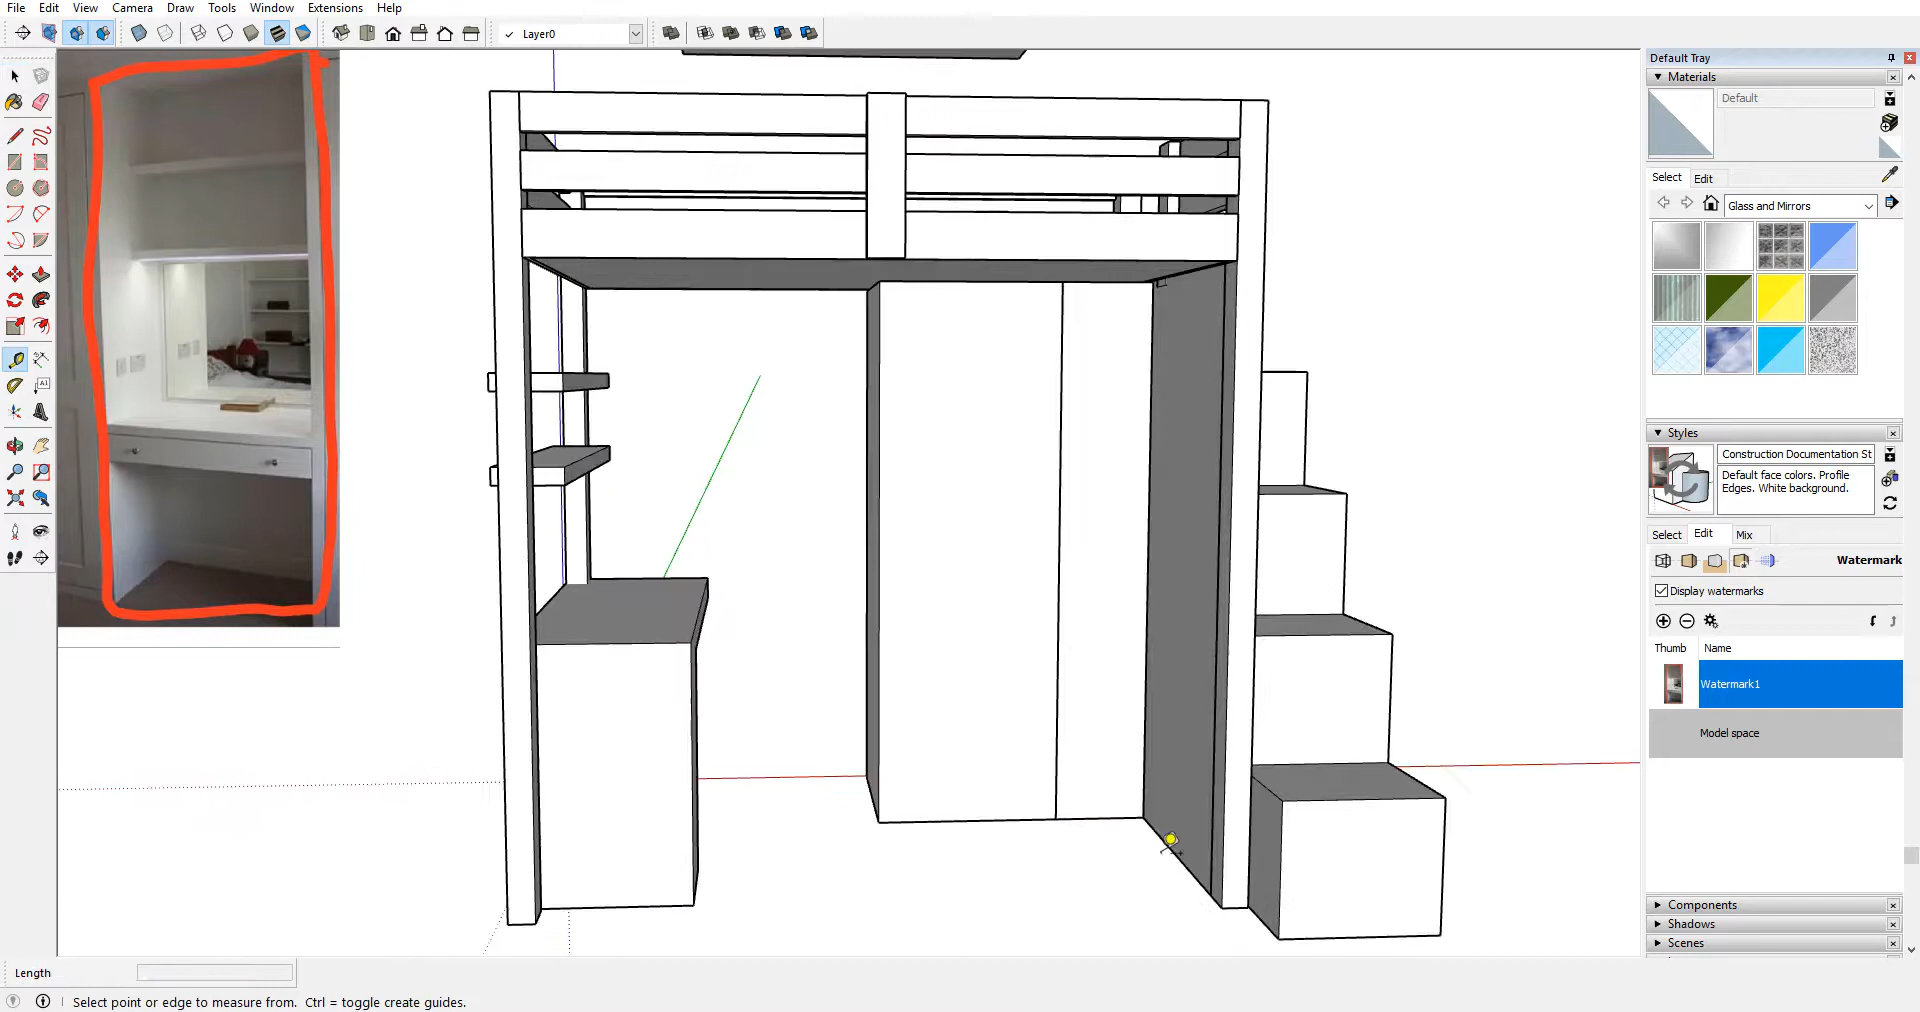 File Edit View Camera Draw Tools Window Extensions Help
✓ Layer0
Default Tray
Materials
Default
Select Edit
Glass and Mirrors
Styles
Construction Documentation St
Default face colors. Profile
Edges. White background.
Select Edit Mix
Watermark
Display watermarks
Thumb Name
Watermark1
Model space
Components
Shadows
Scenes
Length
Select point or edge to measure from. Ctrl = toggle create guides.